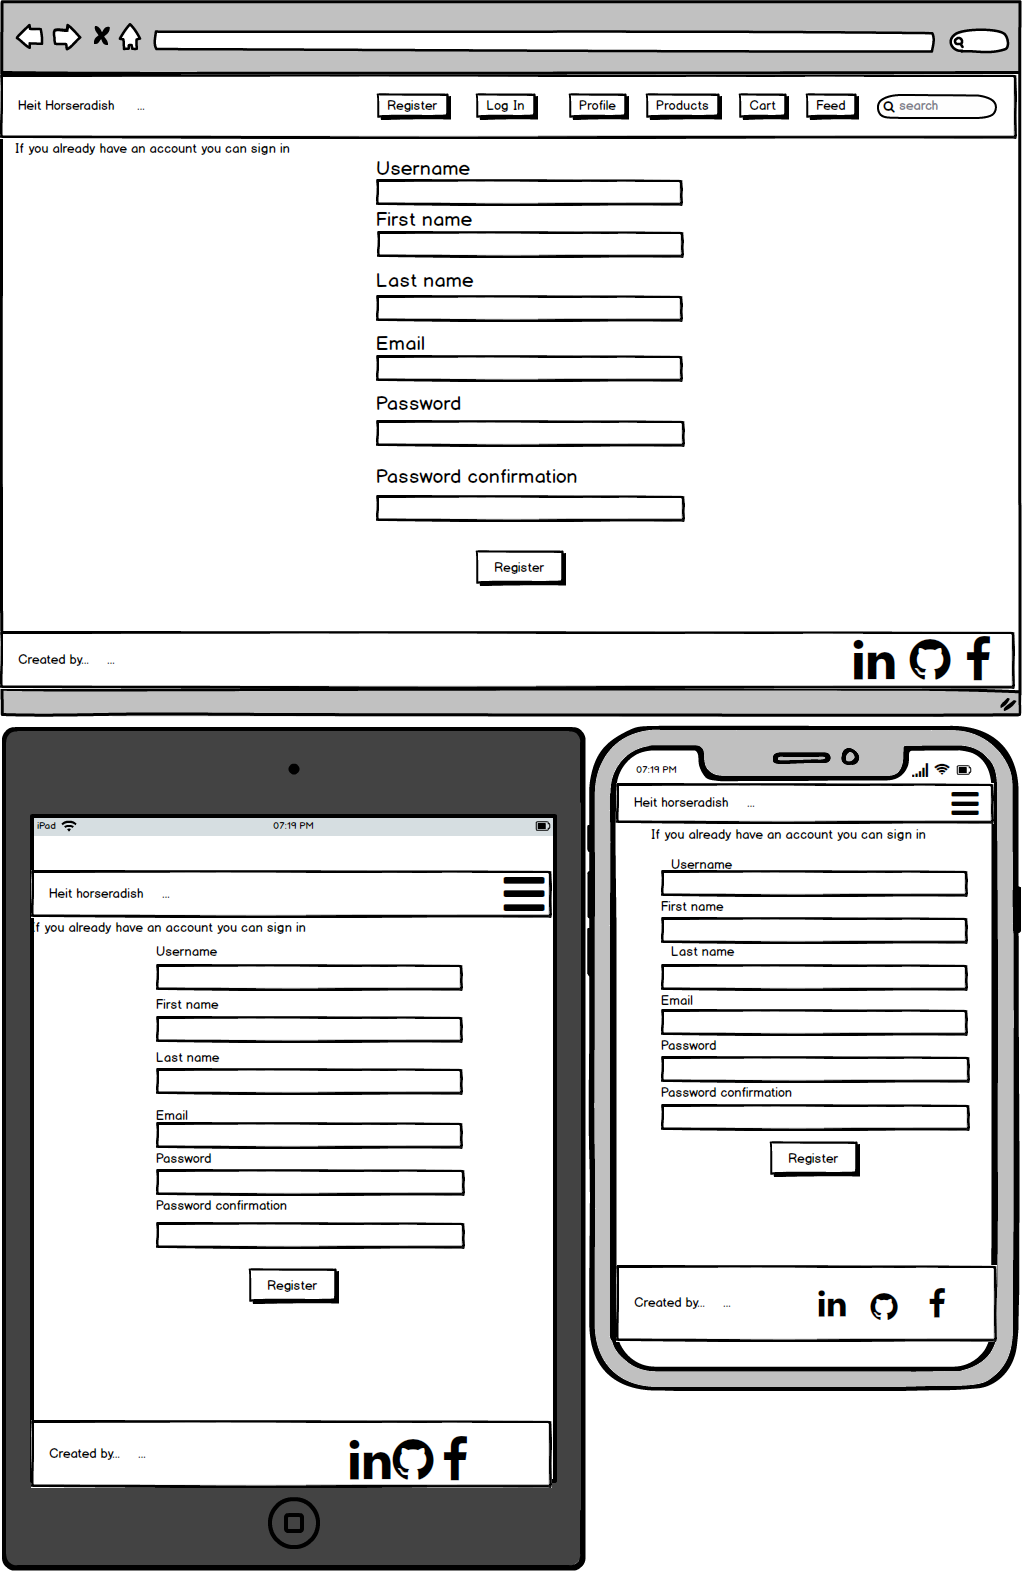 Heit Horseradish ... Register Log In Profile Products Cart Feed search
If you already have an account you can sign in
Username
First name
Last name
Email
Password
Password confirmation
Register
Created by... ... in f
iPad 07:19 PM
Heit horseradish ...
If you already have an account you can sign in
Username
First name
Last name
Email
Password
Password confirmation
Register
Created by... ... in f
07:19 PM
Heit horseradish ...
If you already have an account you can sign in
Username
First name
Last name
Email
Password
Password confirmation
Register
Created by... ... in f